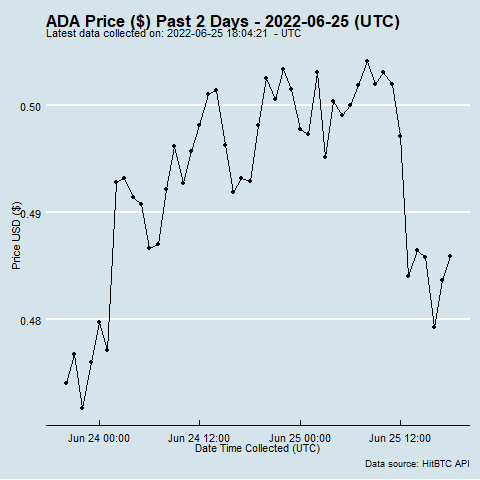 ADA Price ($) Past 2 Days - 2022-06-25 (UTC)
Latest data collected on: 2022-06-25 18:04:21  - UTC
0.50
0.49
0.48
Price USD ($)
Jun 24 00:00
Jun 24 12:00
Jun 25 00:00
Jun 25 12:00
Date Time Collected (UTC)
Data source: HitBTC API